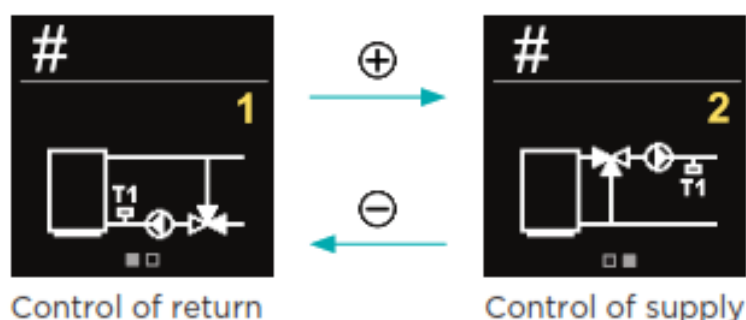 #
1
T1
Control of return
⊕
⊖
#
2
T1
Control of supply